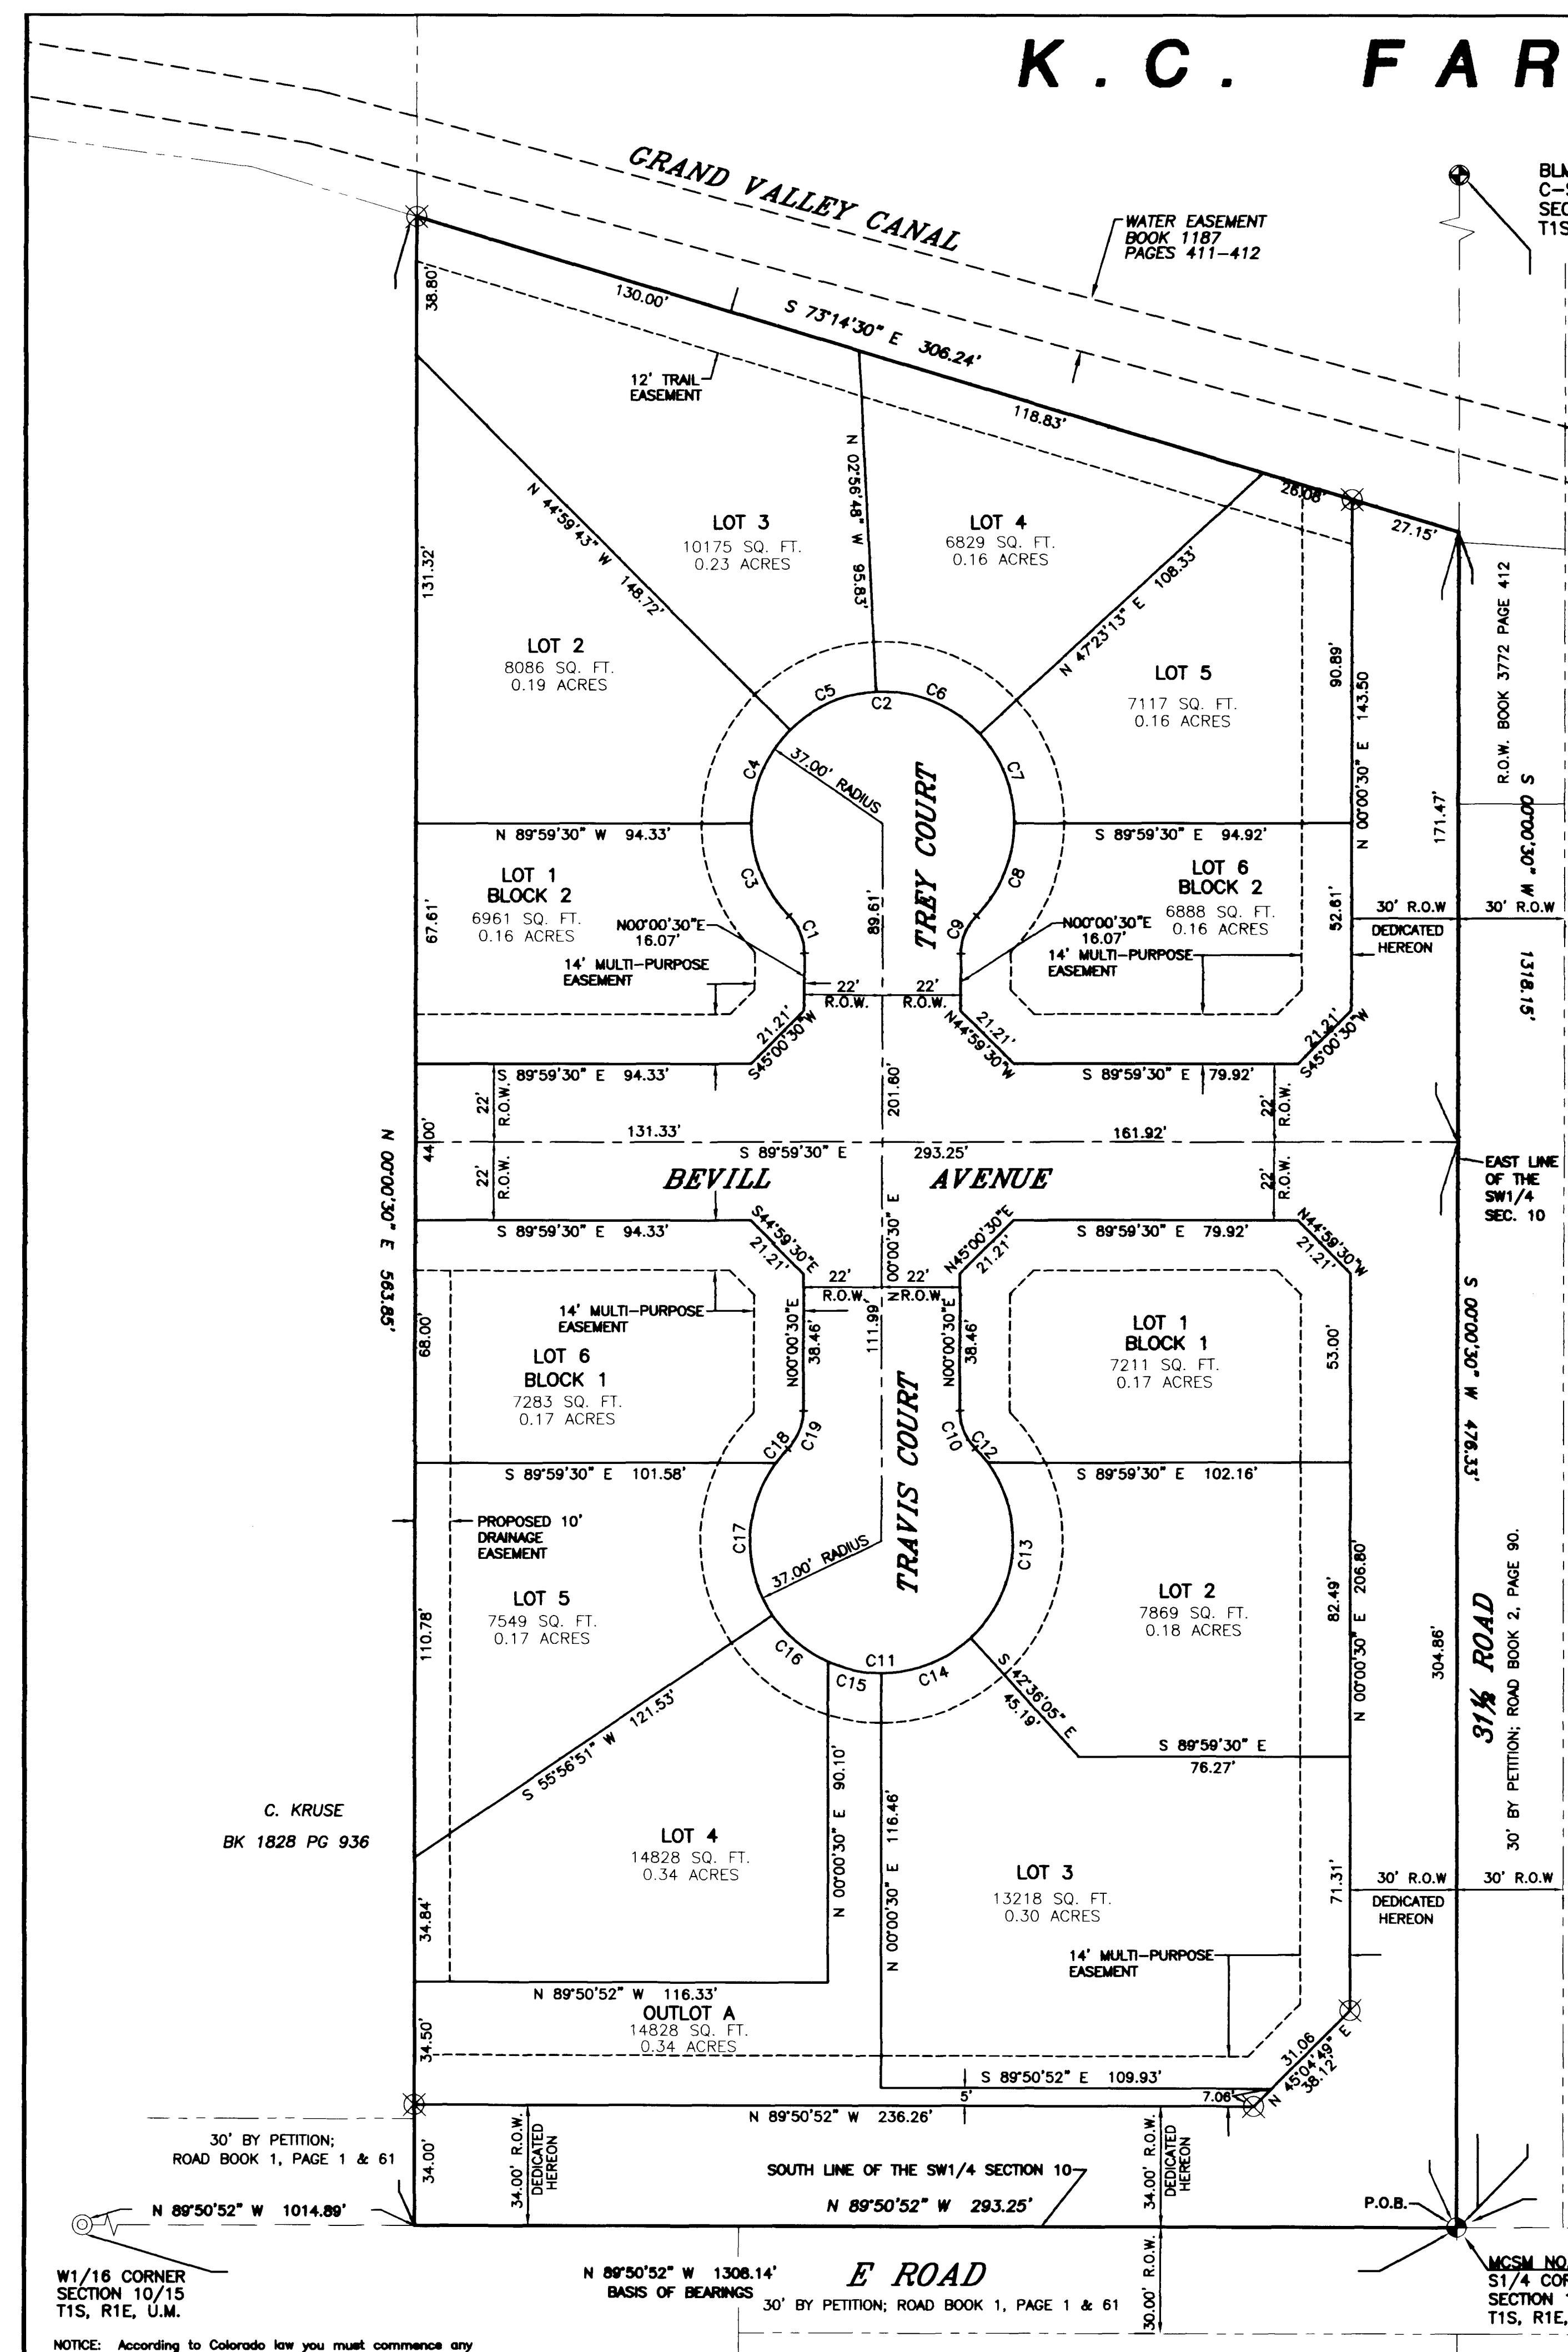 K.C. FAR
GRAND VALLEY CANAL
WATER EASEMENT
BOOK 1187
PAGES 411-412
BLM
T1S
38.80'
130.00'
S 73°14'30" E 306.24'
12' TRAIL
EASEMENT
118.83'
26.08'
27.15'
N 02°56'48" W 95.83'
N 44°59'43" W 148.72'
131.32'
LOT 3
10175 SQ. FT.
0.23 ACRES
LOT 4
6829 SQ. FT.
0.16 ACRES
N 47°23'13" E 108.33'
LOT 2
8086 SQ. FT.
0.19 ACRES
LOT 5
7117 SQ. FT.
0.16 ACRES
90.89'
N 00°00'30" E 143.50
R.O.W. BOOK 3772 PAGE 412
S 00°00'30" W 1318.15'
171.47'
C5
C2
C6
C4
37.00' RADIUS
C7
TREY COURT
N 89°59'30" W 94.33'
S 89°59'30" E 94.92'
LOT 1
BLOCK 2
6961 SQ. FT.
0.16 ACRES
C3
C8
LOT 6
BLOCK 2
6888 SQ. FT.
0.16 ACRES
67.61'
N00°00'30"E
16.07'
C1
89.61'
C9
N00°00'30"E
16.07'
52.61'
30' R.O.W
30' R.O.W
DEDICATED
HEREON
14' MULTI-PURPOSE
EASEMENT
14' MULTI-PURPOSE
EASEMENT
22'
R.O.W.
22'
R.O.W.
21.21'
S45°00'30"W
21.21'
N44°59'30"W
21.21'
S45°00'30"W
S 89°59'30" E 94.33'
S 89°59'30" E 79.92'
22'
R.O.W.
201.60'
22'
R.O.W.
44.00'
131.33'
161.92'
S 89°59'30" E 293.25'
22'
R.O.W.
22'
R.O.W.
BEVILL AVENUE
EAST LINE
OF THE
SW1/4
SEC. 10
N 00°00'30" E 563.85'
S 89°59'30" E 94.33'
S 89°59'30" E 79.92'
S44°59'30"E
21.21'
N 00°00'30" E
N45°00'30"E
21.21'
N44°59'30"W
21.21'
22'
R.O.W.
22'
R.O.W.
14' MULTI-PURPOSE
EASEMENT
N00°00'30"E
38.46'
111.99'
N00°00'30"E
38.46'
68.00'
LOT 6
BLOCK 1
7283 SQ. FT.
0.17 ACRES
LOT 1
BLOCK 1
7211 SQ. FT.
0.17 ACRES
53.00'
S 00°00'30" W 476.33'
C18
C19
C10
C12
S 89°59'30" E 101.58'
S 89°59'30" E 102.16'
PROPOSED 10'
DRAINAGE
EASEMENT
C17
37.00' RADIUS
TRAVIS COURT
C13
LOT 5
7549 SQ. FT.
0.17 ACRES
LOT 2
7869 SQ. FT.
0.18 ACRES
82.49'
N 00°00'30" E 206.80'
110.78'
304.86'
31½ ROAD
30' BY PETITION; ROAD BOOK 2, PAGE 90.
C16
C15
C11
C14
S 42°36'05" E
45.19'
S 55°56'51" W 121.53'
S 89°59'30" E
76.27'
C. KRUSE
BK 1828 PG 936
N 00°00'30" E 90.10'
N 00°00'30" E 116.46'
LOT 4
14828 SQ. FT.
0.34 ACRES
LOT 3
13218 SQ. FT.
0.30 ACRES
71.31'
30' R.O.W
30' R.O.W
DEDICATED
HEREON
34.84'
14' MULTI-PURPOSE
EASEMENT
N 89°50'52" W 116.33'
OUTLOT A
14828 SQ. FT.
0.34 ACRES
34.50'
31.06
N 45°04'49" E
38.12'
S 89°50'52" E 109.93'
5'
7.06'
N 89°50'52" W 236.26'
30' BY PETITION;
ROAD BOOK 1, PAGE 1 & 61
34.00'
34.00' R.O.W.
DEDICATED
HEREON
34.00' R.O.W.
DEDICATED
HEREON
SOUTH LINE OF THE SW1/4 SECTION 10
N 89°50'52" W 1014.89'
N 89°50'52" W 293.25'
P.O.B.
W1/16 CORNER
SECTION 10/15
T1S, R1E, U.M.
N 89°50'52" W 1308.14'
BASIS OF BEARINGS
E ROAD
30' BY PETITION; ROAD BOOK 1, PAGE 1 & 61
30.00' R.O.W.
MCSM NO
S1/4 COR
SECTION
T1S, R1E,
NOTICE: According to Colorado law you must commence any